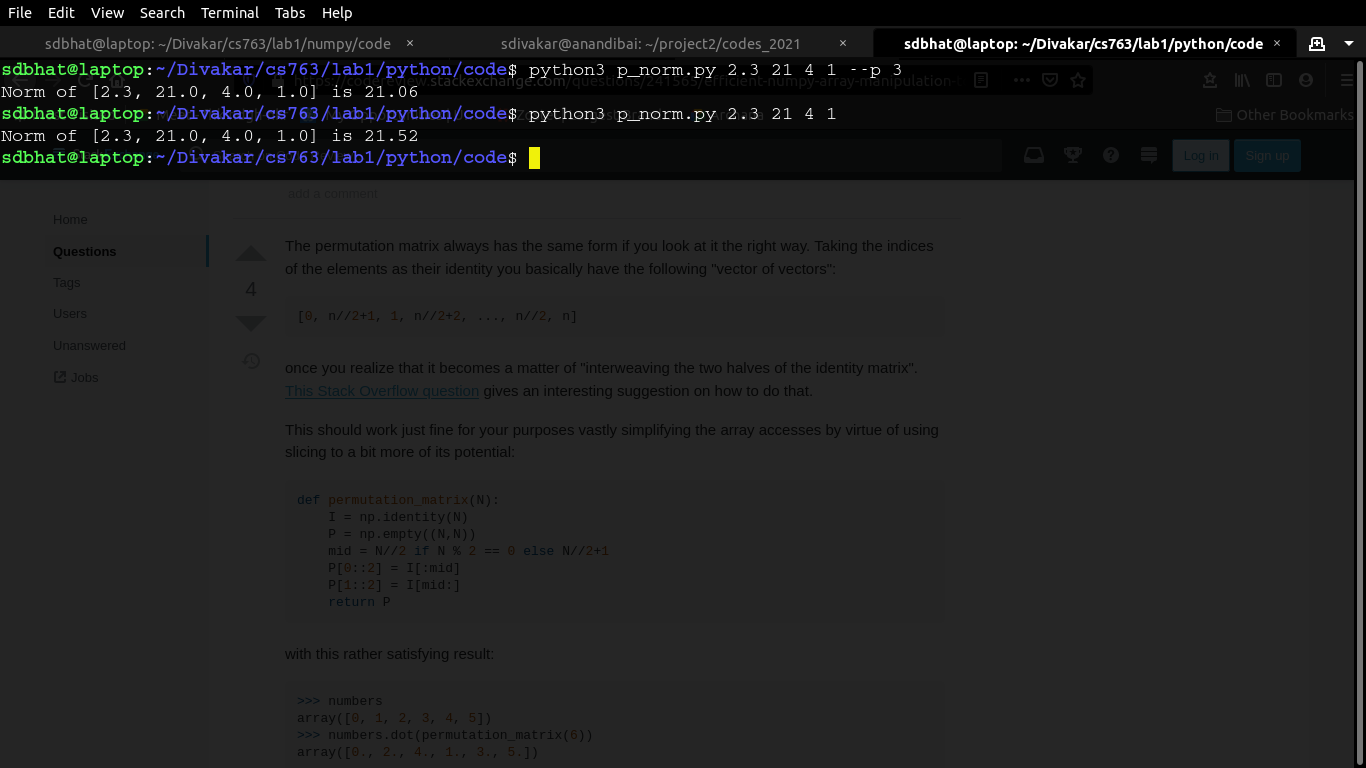 File Edit View Search Terminal Tabs Help
sdbhat@laptop: ~/Divakar/cs763/lab1/numpy/code × sdivakar@anandibai: ~/project2/codes_2021 × sdbhat@laptop: ~/Divakar/cs763/lab1/python/code ×
sdbhat@laptop:~/Divakar/cs763/lab1/python/code$ python3 p_norm.py 2.3 21 4 1 --p 3
Norm of [2.3, 21.0, 4.0, 1.0] is 21.06
sdbhat@laptop:~/Divakar/cs763/lab1/python/code$ python3 p_norm.py 2.3 21 4 1
Norm of [2.3, 21.0, 4.0, 1.0] is 21.52
Other Bookmarks
sdbhat@laptop:~/Divakar/cs763/lab1/python/code$
Log in Sign up
add a comment
Home
Questions
Tags
Users
Unanswered
Jobs
The permutation matrix always has the same form if you look at it the right way. Taking the indices
of the elements as their identity you basically have the following "vector of vectors":
4
[0, n//2+1, 1, n//2+2, ..., n//2, n]
once you realize that it becomes a matter of "interweaving the two halves of the identity matrix".
This Stack Overflow question gives an interesting suggestion on how to do that.
This should work just fine for your purposes vastly simplifying the array accesses by virtue of using
slicing to a bit more of its potential:
def permutation_matrix(N):
    I = np.identity(N)
    P = np.empty((N,N))
    mid = N//2 if N % 2 == 0 else N//2+1
    P[0::2] = I[:mid]
    P[1::2] = I[mid:]
    return P
with this rather satisfying result:
>>> numbers
array([0, 1, 2, 3, 4, 5])
>>> numbers.dot(permutation_matrix(6))
array([0., 2., 4., 1., 3., 5.])